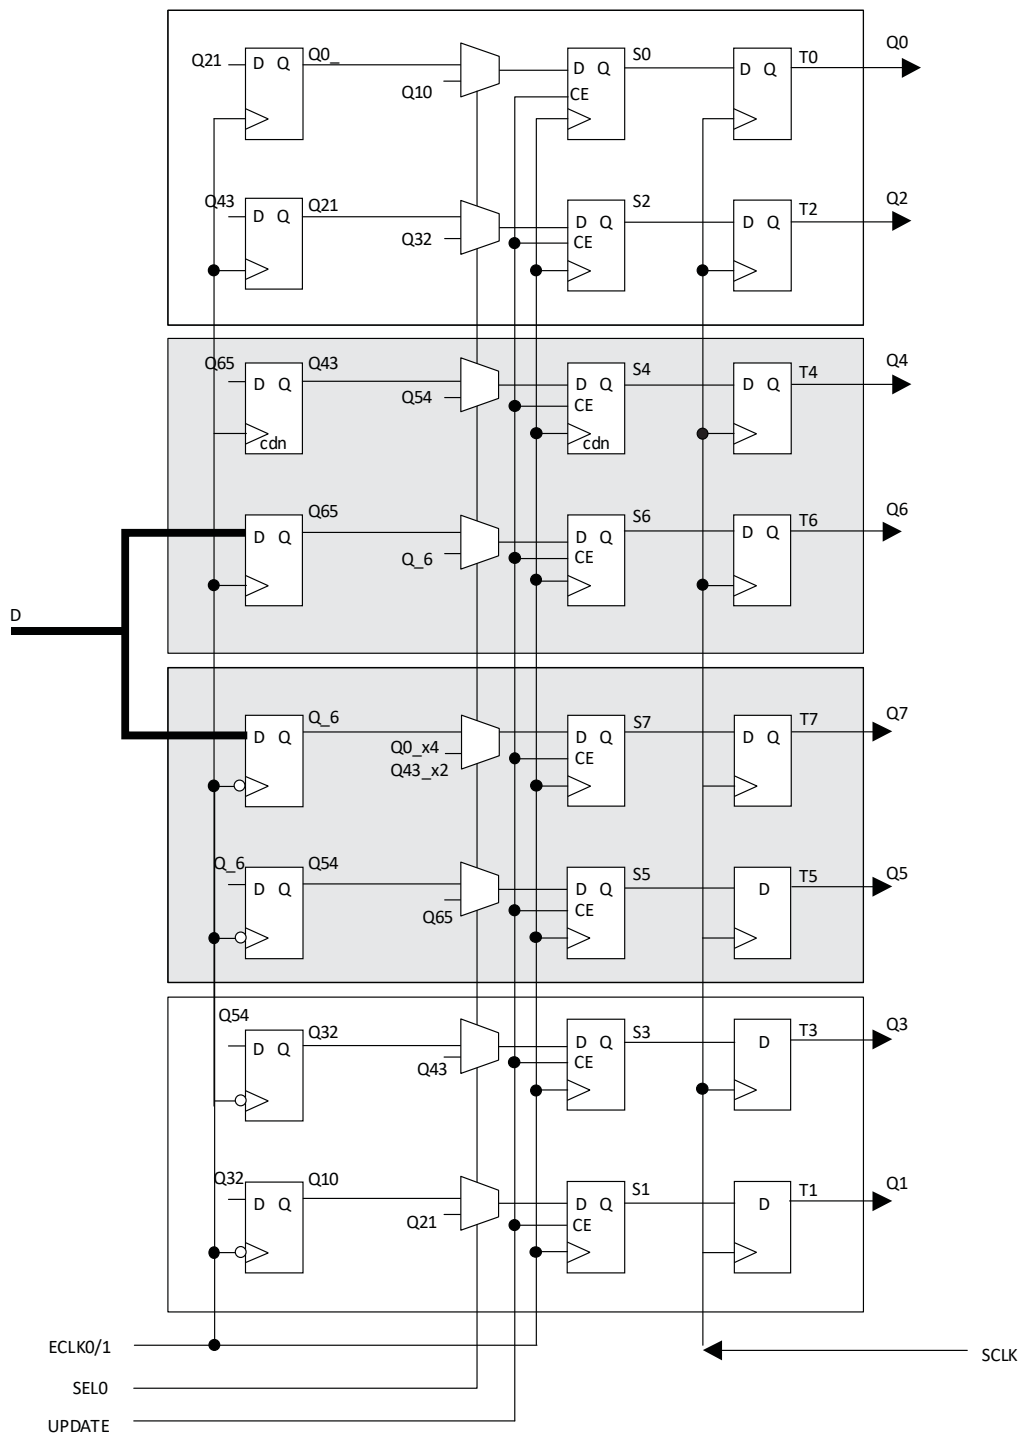 Q21 D Q Q0_ Q10 D Q CE S0 D Q T0 Q0
Q43 D Q Q21 Q32 D Q CE S2 D Q T2 Q2
Q65 D Q cdn Q43 Q54 D Q CE cdn S4 D Q T4 Q4
D Q Q65 Q_6 D Q CE S6 D Q T6 Q6
D
D Q Q_6 Q0_x4 Q43_x2 D Q CE S7 D Q T7 Q7
Q_6 D Q Q54 Q65 D Q CE S5 D T5 Q5
Q54 D Q Q32 Q43 D Q CE S3 D T3 Q3
Q32 D Q Q10 Q21 D Q CE S1 D T1 Q1
ECLK0/1 SCLK
SEL0
UPDATE